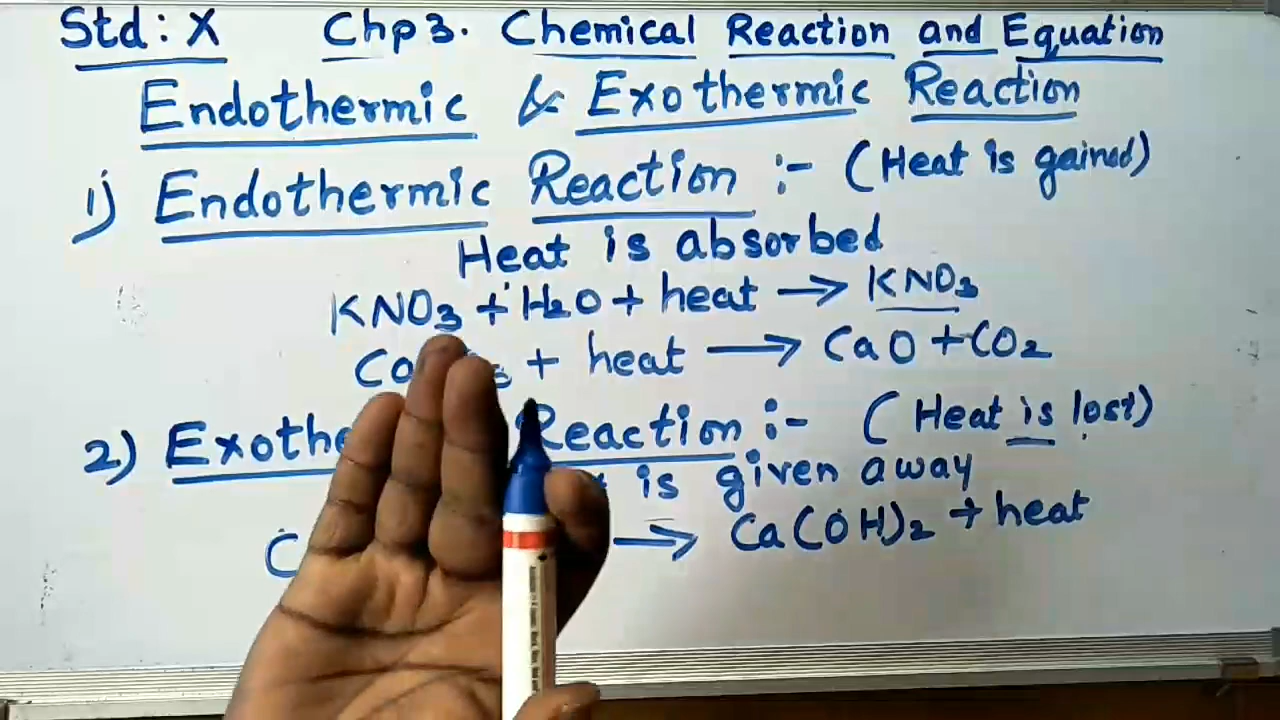 Std: X Chp 3. Chemical Reaction and Equation
Endothermic & Exothermic Reaction
1) Endothermic Reaction :- (Heat is gained)
Heat is absorbed
KNO3 + H2O + heat → KNO3
+ heat → CaO + CO2
2) Reaction :- (Heat is lost)
is given away
→ Ca(OH)2 + heat